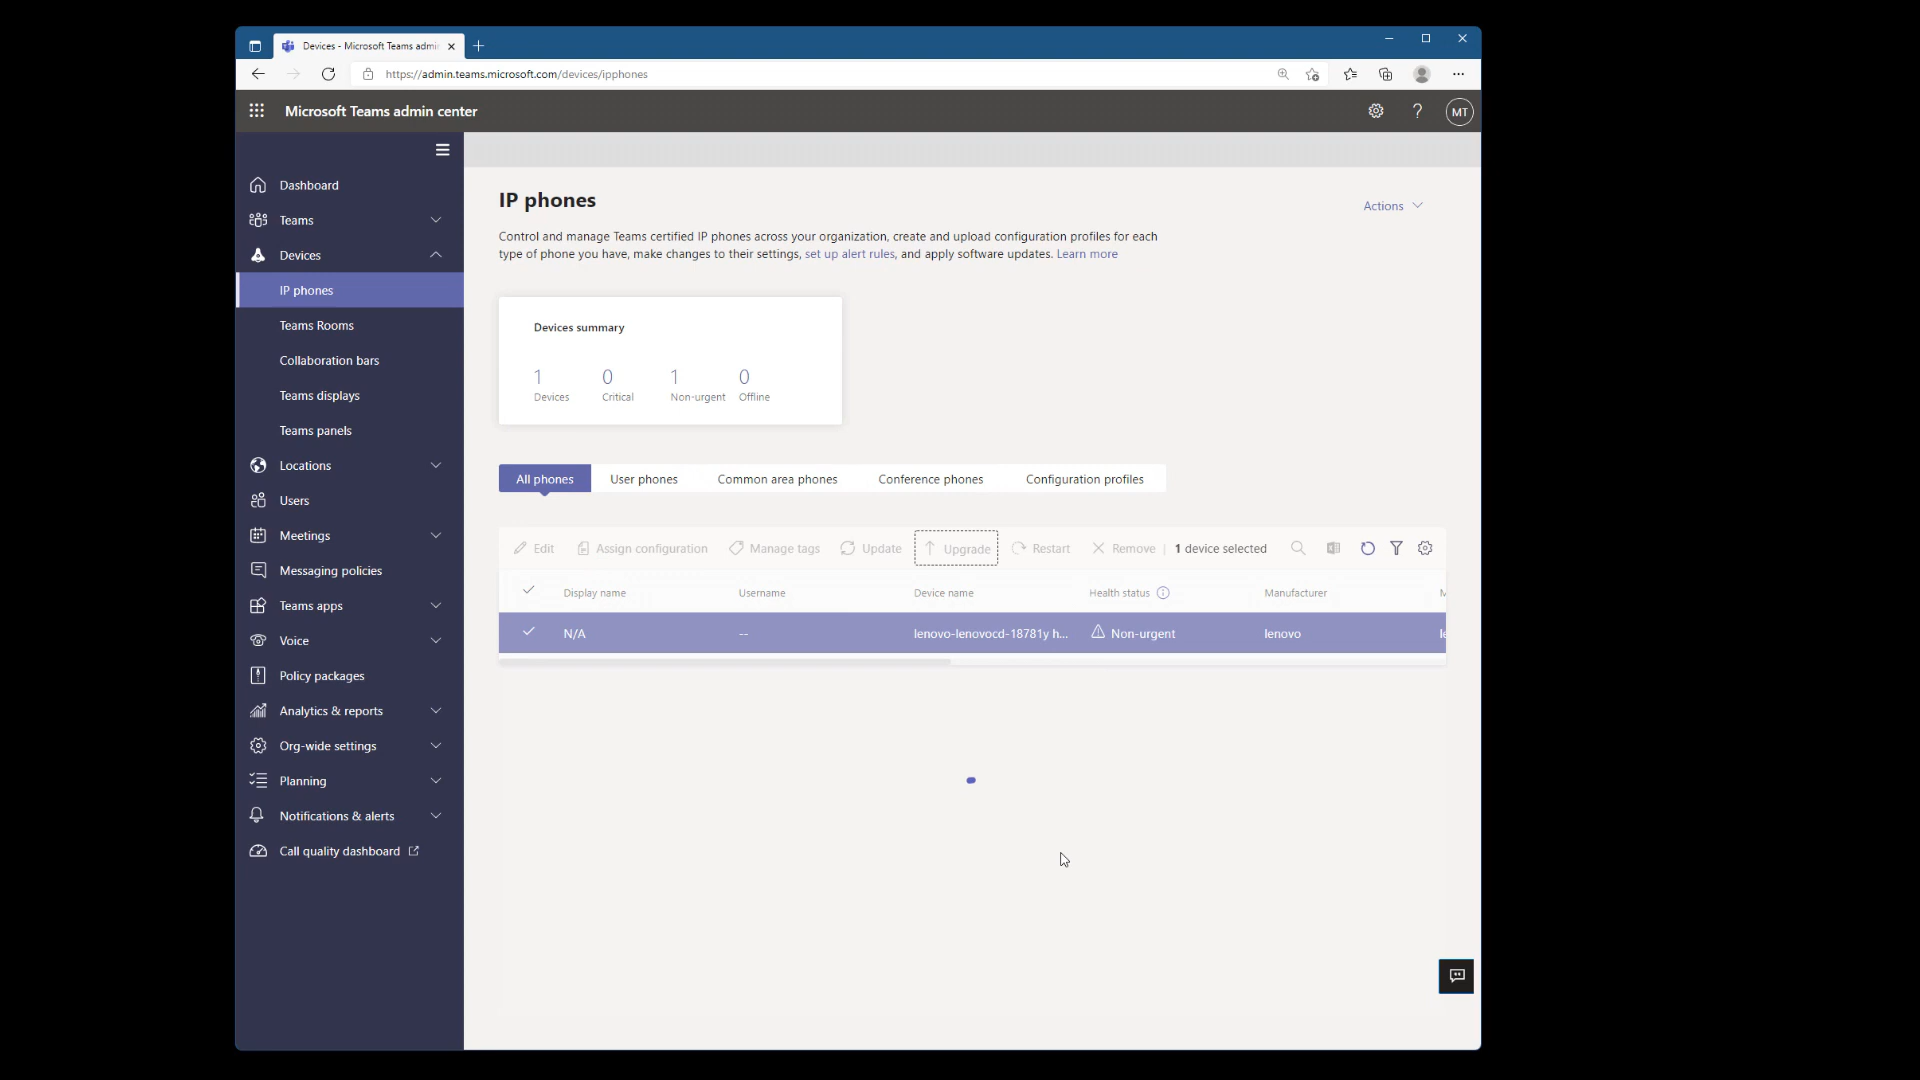 Devices - Microsoft Teams admi
https://admin.teams.microsoft.com/devices/ipphones
Microsoft Teams admin center
?
MT
Dashboard
Teams
Devices
IP phones
Teams Rooms
Collaboration bars
Teams displays
Teams panels
Locations
Users
Meetings
Messaging policies
Teams apps
Voice
Policy packages
Analytics & reports
Org-wide settings
Planning
Notifications & alerts
Call quality dashboard
IP phones
Actions
Control and manage Teams certified IP phones across your organization, create and upload configuration profiles for each
type of phone you have, make changes to their settings, set up alert rules, and apply software updates. Learn more
Devices summary
1 0 1 0
Devices Critical Non-urgent Offline
All phones User phones Common area phones Conference phones Configuration profiles
Edit Assign configuration Manage tags Update Upgrade Restart Remove | 1 device selected
Display name Username Device name Health status Manufacturer
N/A -- lenovo-lenovocd-18781y h... Non-urgent lenovo